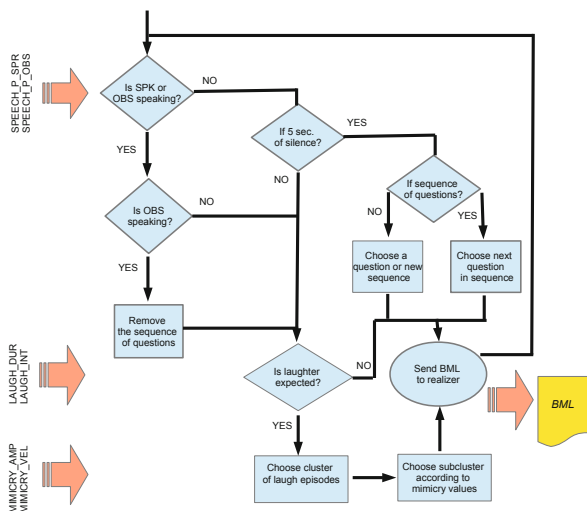 SPEECH_P_SPR
SPEECH_P_OBS
Is SPK or
OBS speaking?
NO
YES
If 5 sec.
of silence?
YES
NO
If sequence
of questions?
NO
YES
Is OBS
speaking?
NO
YES
Choose a
question or new
sequence
Choose next
question
in sequence
Remove
the sequence
of questions
LAUGH_DUR
LAUGH_INT
Is laughter
expected?
NO
YES
Send BML
to realizer
BML
MIMICRY_AMP
MIMICRY_VEL
Choose cluster
of laugh episodes
Choose subcluster
according to
mimicry values